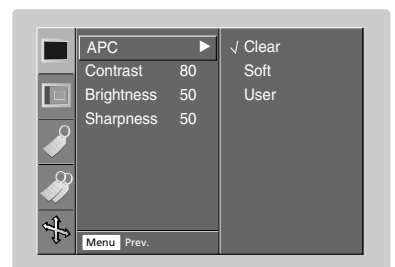 APC ▶ √ Clear
Contrast 80 Soft
Brightness 50 User
Sharpness 50
Menu Prev.